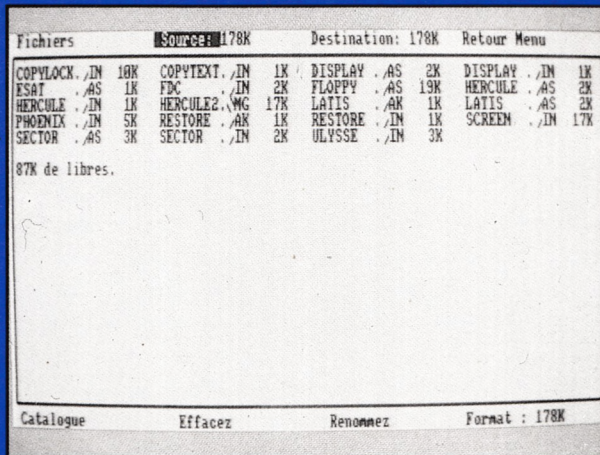 Fichiers Source: 178K Destination: 178K Retour Menu
COPYLOCK./IN 10K COPYTEXT./IN 1K DISPLAY ./AS 2K DISPLAY ./IN 1K
ESAT ./AS 1K FDC ./IN 2K FLOPPY ./AS 19K HERCULE ./AS 2K
HERCULE ./IN 1K HERCULE2.\MG 17K LATIS ./AK 1K LATIS ./AS 2K
PHOENIX ./IN 5K RESTORE ./AK 1K RESTORE ./IN 1K SCREEN ./IN 17K
SECTOR ./AS 3K SECTOR ./IN 2K ULYSSE ./IN 3K
87K de libres.
Catalogue Effacez Renommez Format : 178K